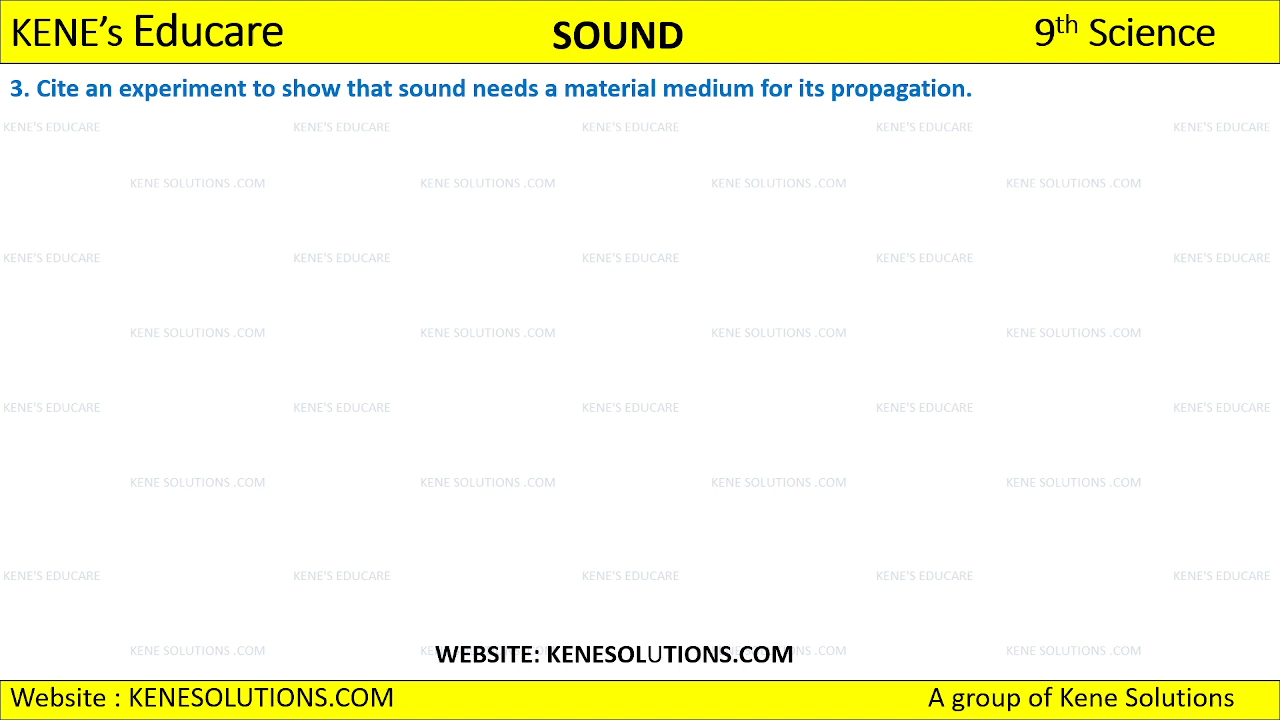 KENE's Educare SOUND 9th Science
3. Cite an experiment to show that sound needs a material medium for its propagation.
KENE'S EDUCARE KENE'S EDUCARE KENE'S EDUCARE KENE'S EDUCARE KENE'S EDUCARE
KENE SOLUTIONS .COM KENE SOLUTIONS .COM KENE SOLUTIONS .COM KENE SOLUTIONS .COM
KENE'S EDUCARE KENE'S EDUCARE KENE'S EDUCARE KENE'S EDUCARE KENE'S EDUCARE
KENE SOLUTIONS .COM KENE SOLUTIONS .COM KENE SOLUTIONS .COM KENE SOLUTIONS .COM
KENE'S EDUCARE KENE'S EDUCARE KENE'S EDUCARE KENE'S EDUCARE KENE'S EDUCARE
KENE SOLUTIONS .COM KENE SOLUTIONS .COM KENE SOLUTIONS .COM KENE SOLUTIONS .COM
KENE'S EDUCARE KENE'S EDUCARE KENE'S EDUCARE KENE'S EDUCARE KENE'S EDUCARE
KENE SOLUTIONS .COM WEBSITE: KENESOLUTIONS.COM KENE SOLUTIONS .COM
Website : KENESOLUTIONS.COM A group of Kene Solutions